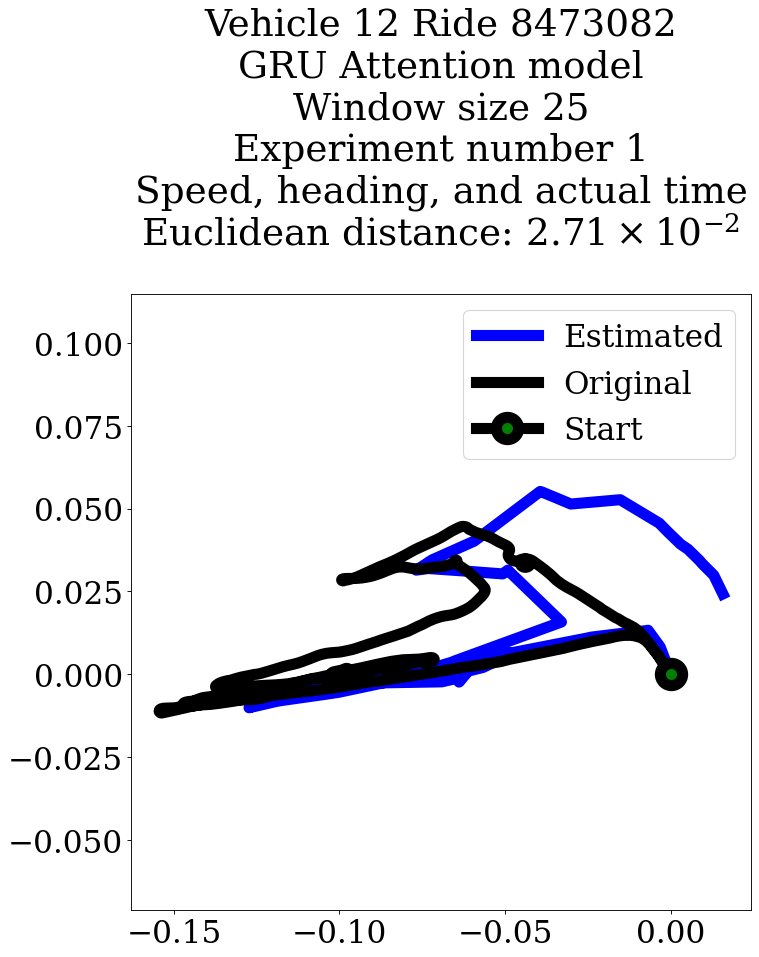 Vehicle 12 Ride 8473082
GRU Attention model
Window size 25
Experiment number 1
Speed, heading, and actual time
Euclidean distance: 2.71 × 10⁻²
Estimated
Original
Start
0.100
0.075
0.050
0.025
0.000
−0.025
−0.050
−0.15 −0.10 −0.05 0.00